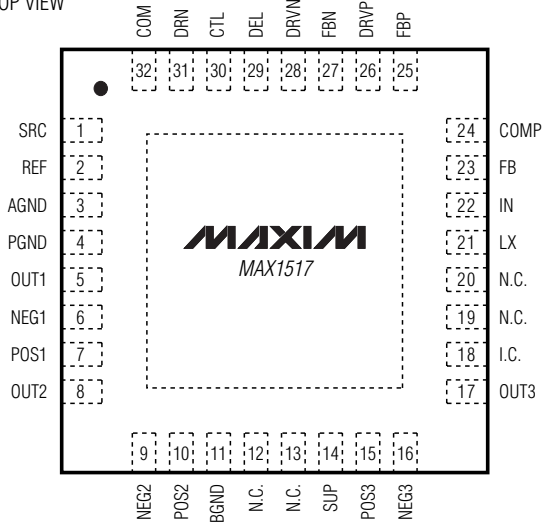 OP VIEW
COM DRN CTL DEL DRVN FBN DRVP FBP
32 31 30 29 28 27 26 25
SRC 1 24 COMP
REF 2 23 FB
AGND 3 22 IN
PGND 4 21 LX
OUT1 5 20 N.C.
NEG1 6 19 N.C.
POS1 7 18 I.C.
OUT2 8 17 OUT3
MAXIM
MAX1517
9 10 11 12 13 14 15 16
NEG2 POS2 BGND N.C. N.C. SUP POS3 NEG3